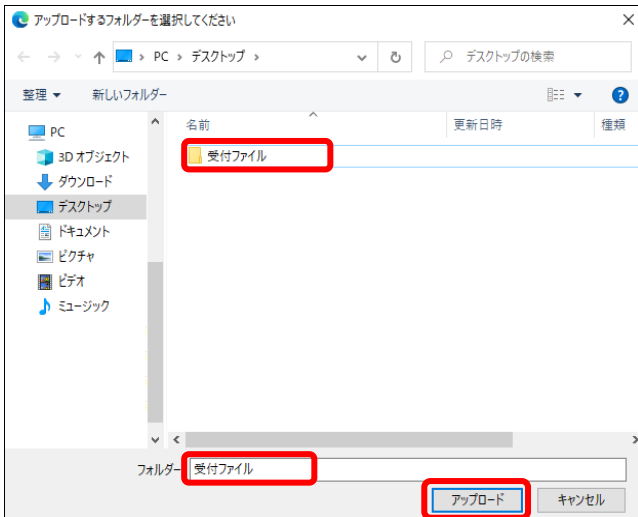 アップロードするフォルダーを選択してください
PC › デスクトップ ›
デスクトップの検索
整理 新しいフォルダー
名前 更新日時 種類
PC
3D オブジェクト
ダウンロード
デスクトップ
ドキュメント
ピクチャ
ビデオ
ミュージック
受付ファイル
フォルダー 受付ファイル
アップロード キャンセル